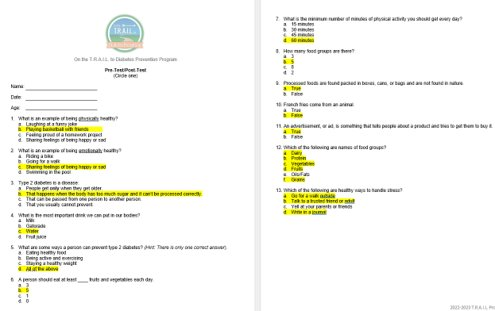 TRAIL
On the T.R.A.I.L. to Diabetes Prevention Program
Pre-Test/Post-Test
(Circle one)
Name:
Date:
Age:
1. What is an example of being physically healthy?
a. Laughing at a funny joke
b. Playing basketball with friends
c. Feeling proud of a homework project
d. Sharing feelings of being happy or sad
2. What is an example of being emotionally healthy?
a. Riding a bike
b. Going for a walk
c. Sharing feelings of being happy or sad
d. Swimming in the pool
3. Type 2 diabetes is a disease:
a. People get only when they get older.
b. That happens when the body has too much sugar and it can't be processed correctly.
c. That can be passed from one person to another person.
d. That you usually cannot prevent.
4. What is the most important drink we can put in our bodies?
a. Milk
b. Gatorade
c. Water
d. Fruit juice
5. What are some ways a person can prevent type 2 diabetes? (Hint: There is only one correct answer)
a. Eating healthy food
b. Being active and exercising
c. Staying a healthy weight
d. All of the above
6. A person should eat at least ____ fruits and vegetables each day.
a. 3
b. 5
c. 1
d. 0
7. What is the minimum number of minutes of physical activity you should get every day?
a. 15 minutes
b. 30 minutes
c. 45 minutes
d. 60 minutes
8. How many food groups are there?
a. 3
b. 5
c. 8
d. 2
9. Processed foods are found packed in boxes, cans, or bags and are not found in nature.
a. True
b. False
10. French fries come from an animal.
a. True
b. False
11. An advertisement, or ad, is something that tells people about a product and tries to get them to buy it.
a. True
b. False
12. Which of the following are names of food groups?
a. Dairy
b. Protein
c. Vegetables
d. Fruits
e. Oils/Fats
f. Grains
13. Which of the following are healthy ways to handle stress?
a. Go for a walk outside
b. Talk to a trusted friend or adult
c. Yell at your parents or friends
d. Write in a journal
2022-2023 T.R.A.I.L.